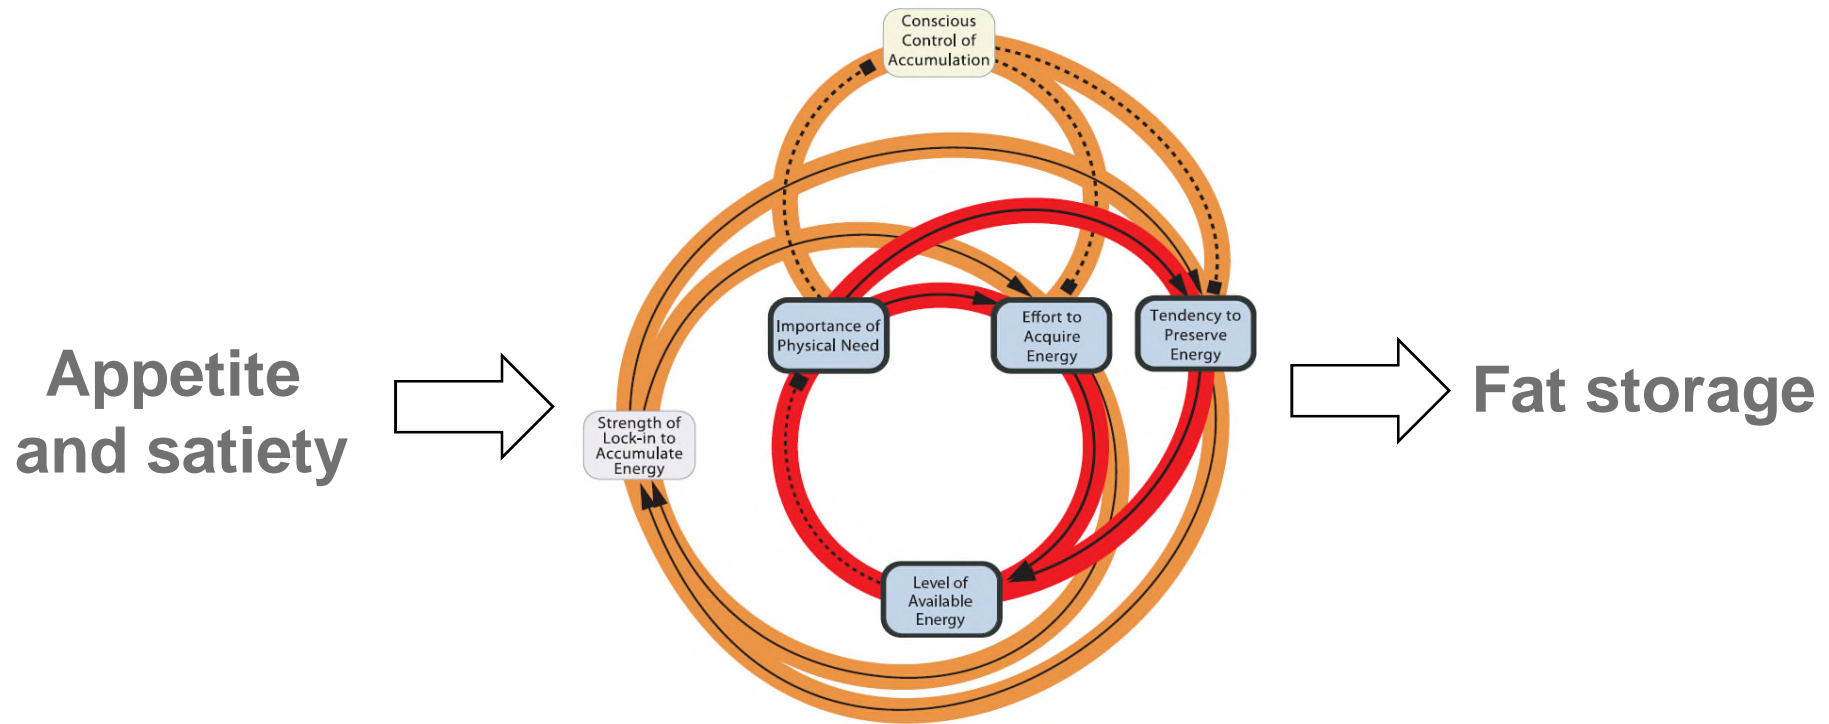 Appetite
and satiety
Conscious
Control of
Accumulation
Importance of
Physical Need
Effort to
Acquire
Energy
Tendency to
Preserve
Energy
Strength of
Lock-in to
Accumulate
Energy
Level of
Available
Energy
Fat storage